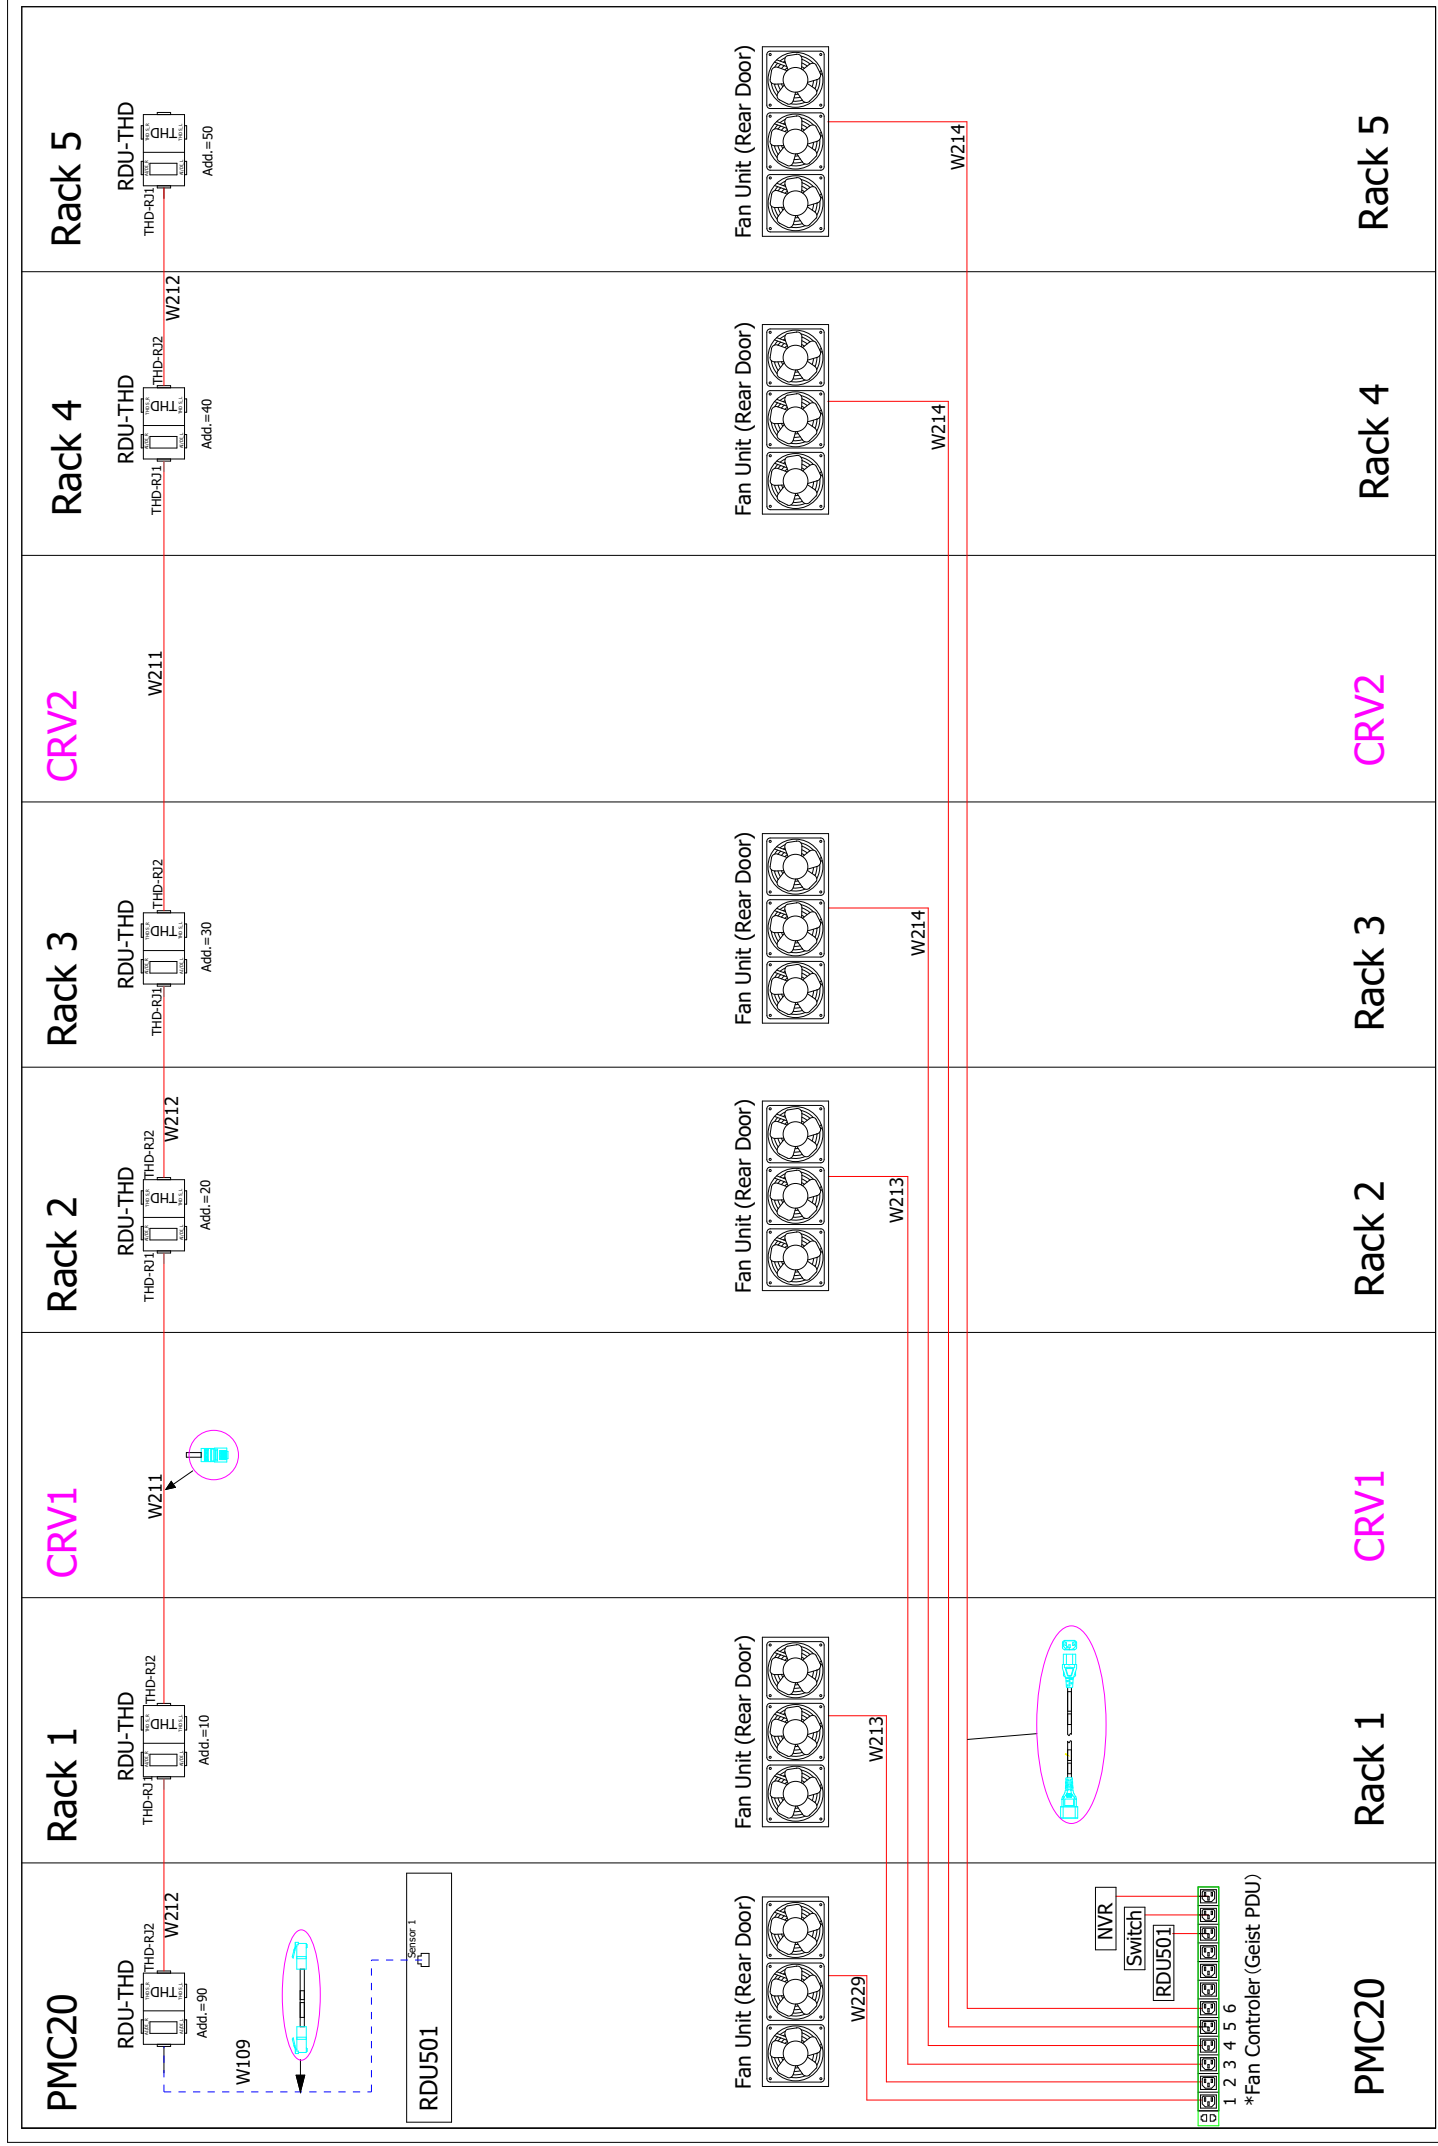 PMC20
Rack 1
CRV1
Rack 2
Rack 3
CRV2
Rack 4
Rack 5
RDU-THD
THD
THD-RJ2
W212
Add.=90
RDU-THD
THD-RJ1
THD
THD-RJ2
Add.=10
W211
RDU-THD
THD-RJ1
THD
THD-RJ2
W212
Add.=20
RDU-THD
THD-RJ1
THD
THD-RJ2
Add.=30
W211
RDU-THD
THD-RJ1
THD
THD-RJ2
W212
Add.=40
RDU-THD
THD-RJ1
THD
Add.=50
W109
Sensor 1
RDU501
Fan Unit (Rear Door)
Fan Unit (Rear Door)
Fan Unit (Rear Door)
Fan Unit (Rear Door)
Fan Unit (Rear Door)
Fan Unit (Rear Door)
W229
W213
W213
W214
W214
W214
NVR
Switch
RDU501
1 2 3 4 5 6
*Fan Controler (Geist PDU)
PMC20
Rack 1
CRV1
Rack 2
Rack 3
CRV2
Rack 4
Rack 5